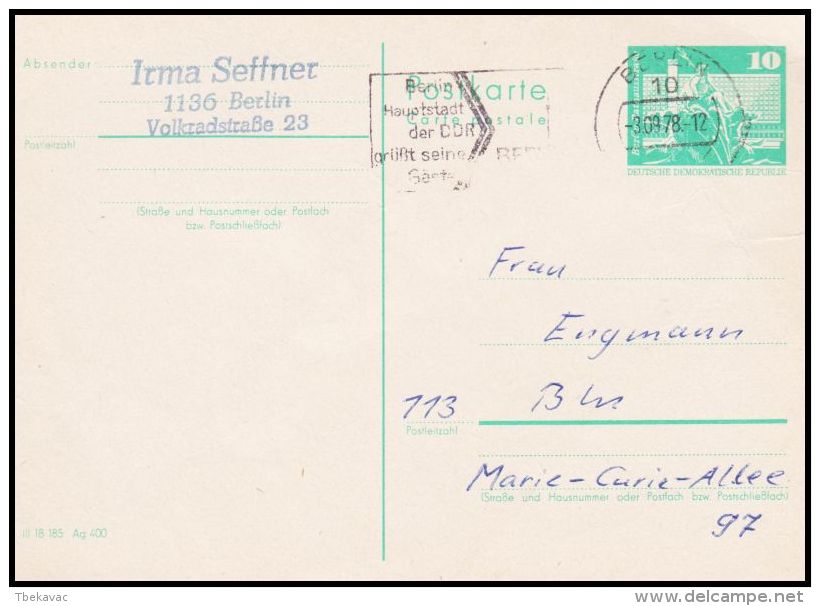 Absender
Irma Seffner
1136 Berlin
Volkradstraße 23
Postleitzahl
(Straße und Hausnummer oder Postfach
bzw. Postschließfach)
III 18 185 Ag 400
Postkarte
Carte postale
Berlin
Hauptstadt
der DDR
grüßt seine
Gäste
10
-3.09.78.-12
10
DEUTSCHE DEMOKRATISCHE REPUBLIK
Frau
Engmann
113 Bln
Postleitzahl
Marie-Curie-Allee
(Straße und Hausnummer oder Postfach bzw. Postschließfach)
97
Tbekavac
delcampe.net